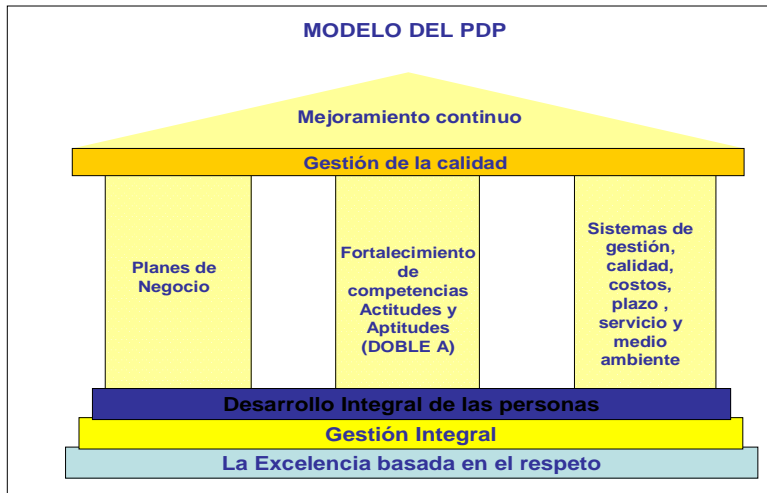 MODELO DEL PDP
Mejoramiento continuo
Gestión de la calidad
Planes de
Negocio
Fortalecimiento
de
competencias
Actitudes y
Aptitudes
(DOBLE A)
Sistemas de
gestión,
calidad,
costos,
plazo ,
servicio y
medio
ambiente
Desarrollo Integral de las personas
Gestión Integral
La Excelencia basada en el respeto